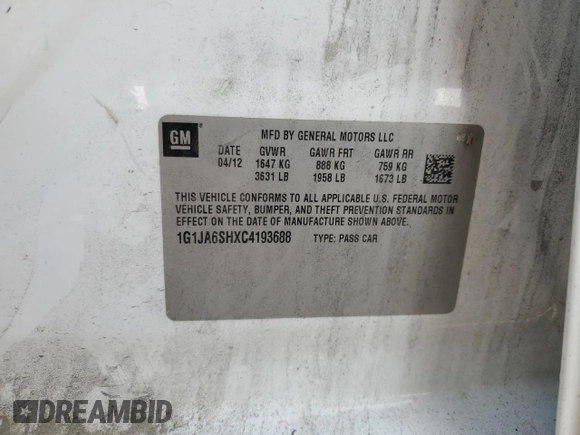 GM
MFD BY GENERAL MOTORS LLC
DATE GVWR GAWR FRT GAWR RR
04/12 1647 KG 888 KG 759 KG
3631 LB 1958 LB 1673 LB
THIS VEHICLE CONFORMS TO ALL APPLICABLE U.S. FEDERAL MOTOR
VEHICLE SAFETY, BUMPER, AND THEFT PREVENTION STANDARDS IN
EFFECT ON THE DATE OF MANUFACTURE SHOWN ABOVE.
1G1JA6SHXC4193688 TYPE: PASS CAR
DREAMBID